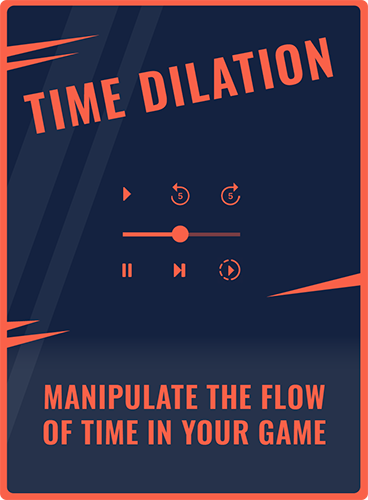 TIME DILATION
5 5
MANIPULATE THE FLOW
OF TIME IN YOUR GAME